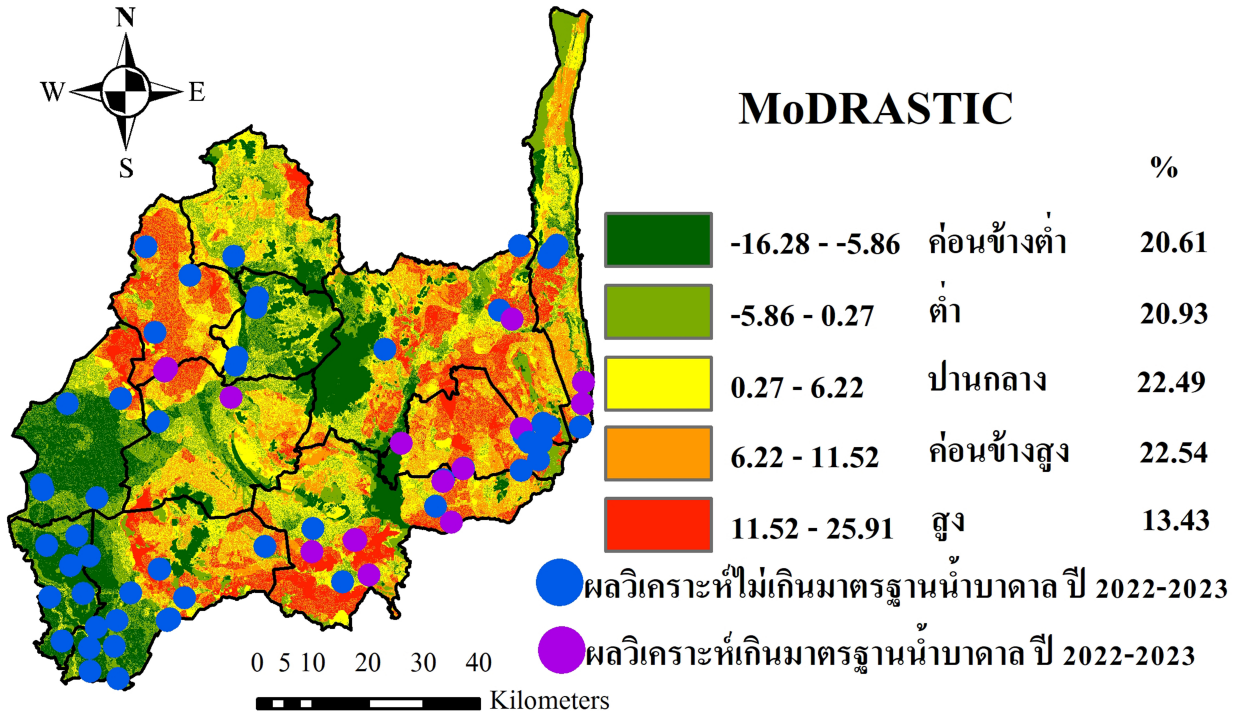 N
W E
S
MoDRASTIC
%
-16.28 - -5.86 ค่อนข้างต่ำ 20.61
-5.86 - 0.27 ต่ำ 20.93
0.27 - 6.22 ปานกลาง 22.49
6.22 - 11.52 ค่อนข้างสูง 22.54
11.52 - 25.91 สูง 13.43
ผลวิเคราะห์ไม่เกินมาตรฐานน้ำบาดาล ปี 2022-2023
ผลวิเคราะห์เกินมาตรฐานน้ำบาดาล ปี 2022-2023
0 5 10 20 30 40
Kilometers